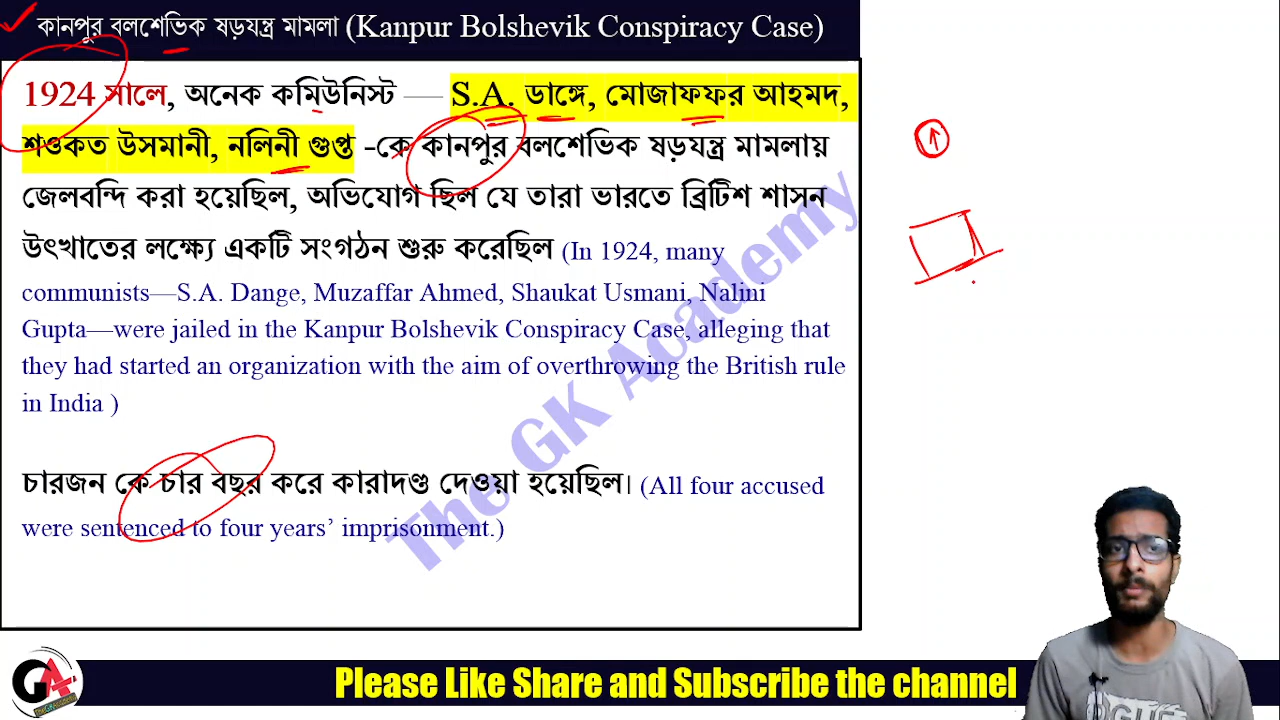 কানপুর বলশেভিক ষড়যন্ত্র মামলা (Kanpur Bolshevik Conspiracy Case)
1924 সালে, অনেক কমিউনিস্ট — S.A. ডাঙ্গে, মোজাফফর আহমদ,
শওকত উসমানী, নলিনী গুপ্ত -কে কানপুর বলশেভিক ষড়যন্ত্র মামলায়
জেলবন্দি করা হয়েছিল, অভিযোগ ছিল যে তারা ভারতে ব্রিটিশ শাসন
উৎখাতের লক্ষ্যে একটি সংগঠন শুরু করেছিল (In 1924, many
communists—S.A. Dange, Muzaffar Ahmed, Shaukat Usmani, Nalini
Gupta—were jailed in the Kanpur Bolshevik Conspiracy Case, alleging that
they had started an organization with the aim of overthrowing the British rule
in India )
চারজন কে চার বছর করে কারাদণ্ড দেওয়া হয়েছিল। (All four accused
were sentenced to four years’ imprisonment.)
The GK Academy
Please Like Share and Subscribe the channel